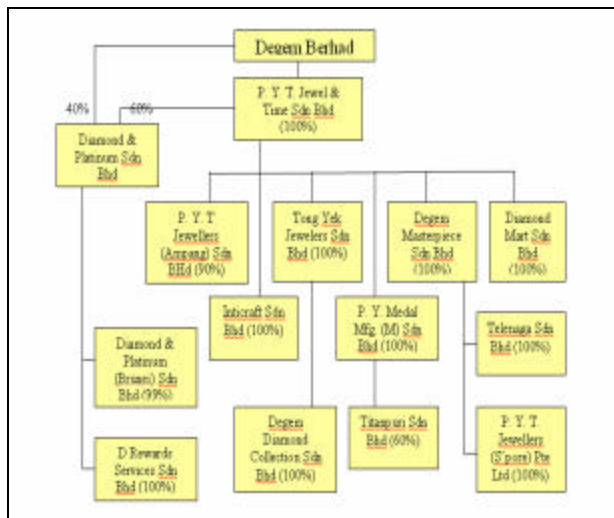 Degem Berhad
40%
60%
P. Y. T. Jewel &
Time Sdn Bhd
(100%)
Diamond &
Platinum Sdn
Bhd
P. Y. T
Jewellers
(Ampang) Sdn
BHd (90%)
Tong Yek
Jewelers Sdn
Bhd (100%)
Degem
Masterpiece
Sdn Bhd
(100%)
Diamond
Mart Sdn
Bhd
(100%)
Inticraft Sdn
Bhd (100%)
P. Y. Medal
Mfg. (M) Sdn
Bhd (100%)
Telenaga Sdn
Bhd (100%)
Diamond &
Platinum
(Brunei) Sdn
Bhd (99%)
Degem
Diamond
Collection Sdn
Bhd (100%)
Titanpuri Sdn
Bhd (60%)
P. Y. T.
Jewellers
(S'pore) Pte
Ltd (100%)
D Rewards
Services Sdn
Bhd (100%)